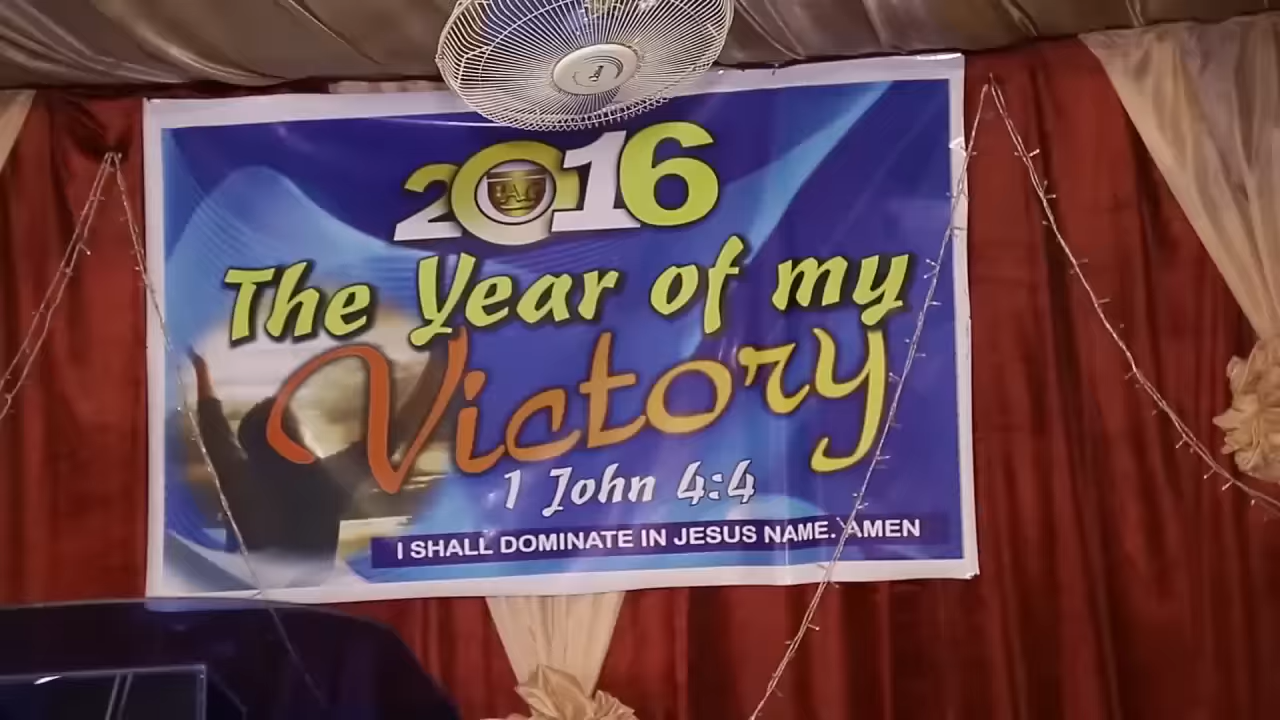 2016
The Year of my
Victory
1 John 4:4
I SHALL DOMINATE IN JESUS NAME. AMEN